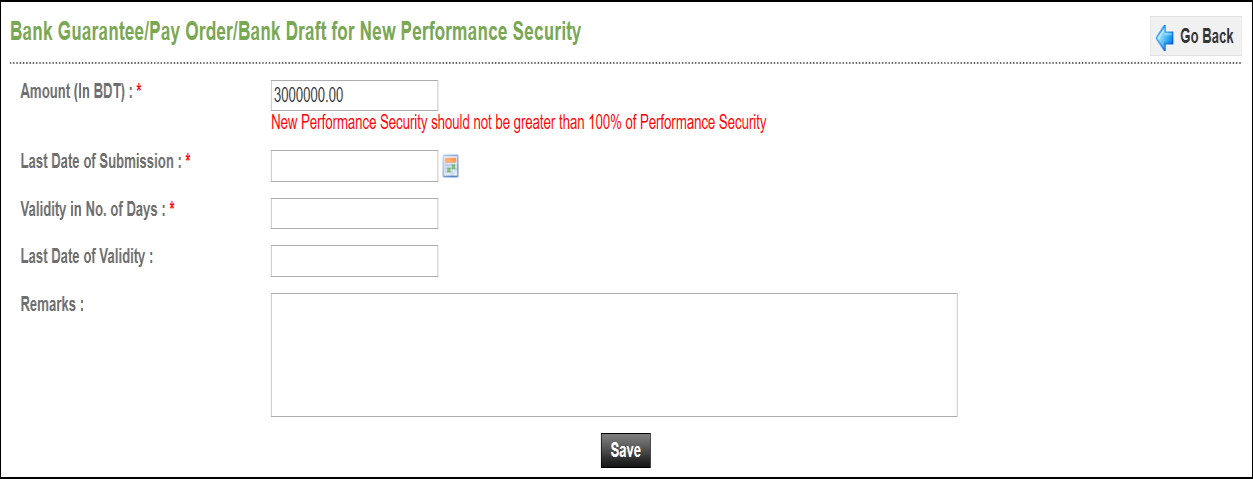 Bank Guarantee/Pay Order/Bank Draft for New Performance Security
Go Back
Amount (In BDT) : *
3000000.00
New Performance Security should not be greater than 100% of Performance Security
Last Date of Submission : *
Validity in No. of Days : *
Last Date of Validity :
Remarks :
Save